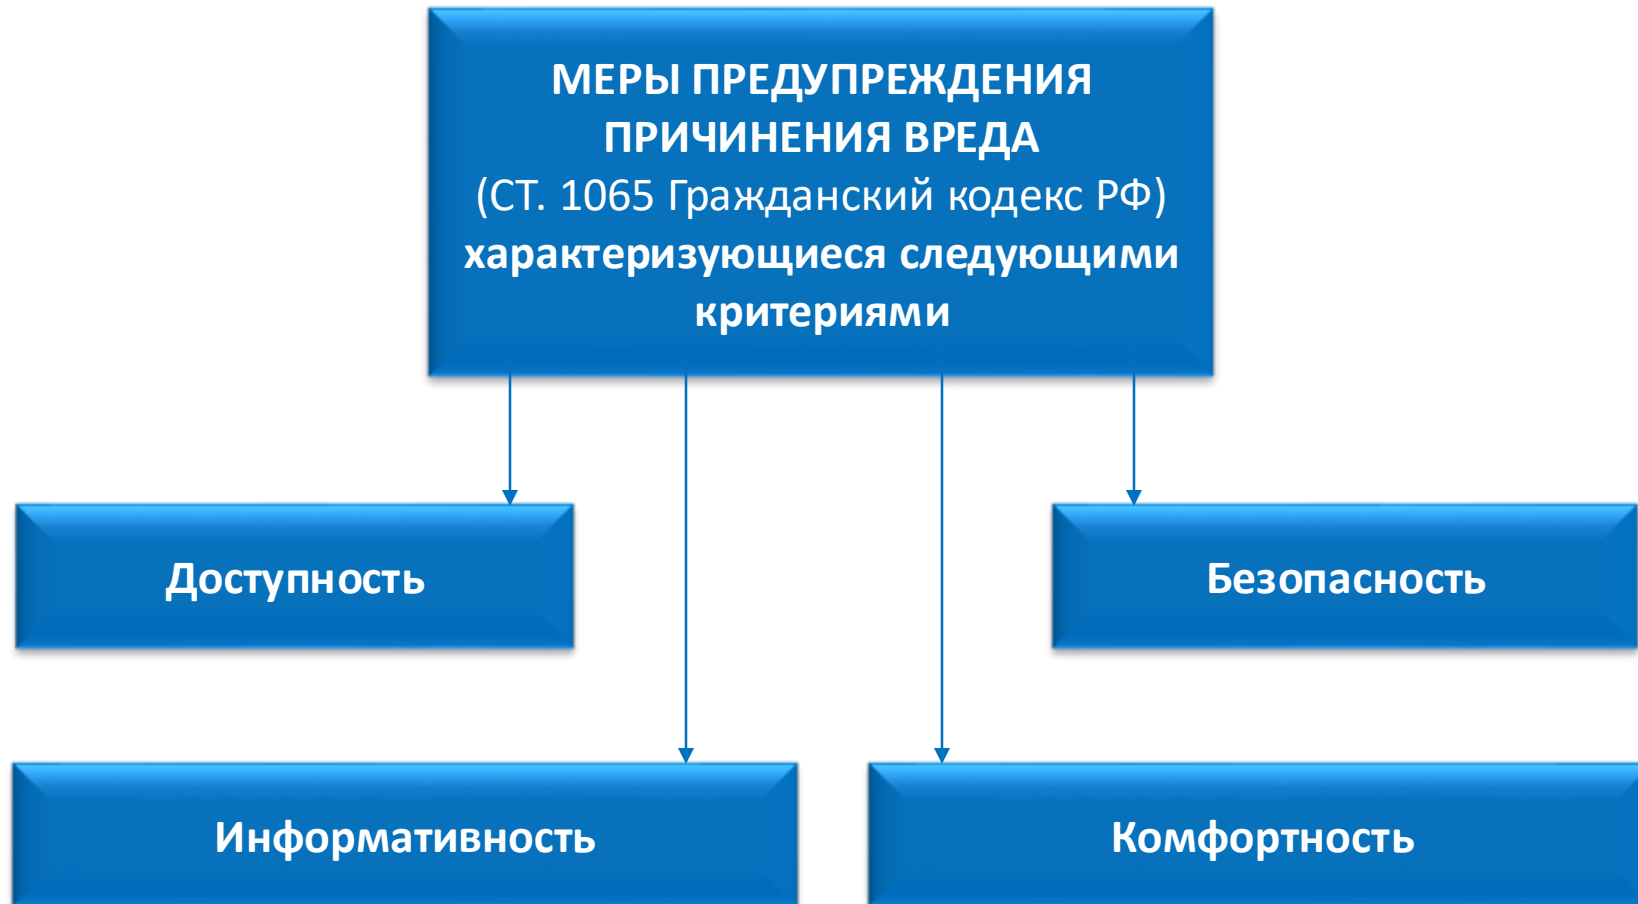 МЕРЫ ПРЕДУПРЕЖДЕНИЯ
ПРИЧИНЕНИЯ ВРЕДА
(СТ. 1065 Гражданский кодекс РФ)
характеризующиеся следующими
критериями
Доступность
Безопасность
Информативность
Комфортность